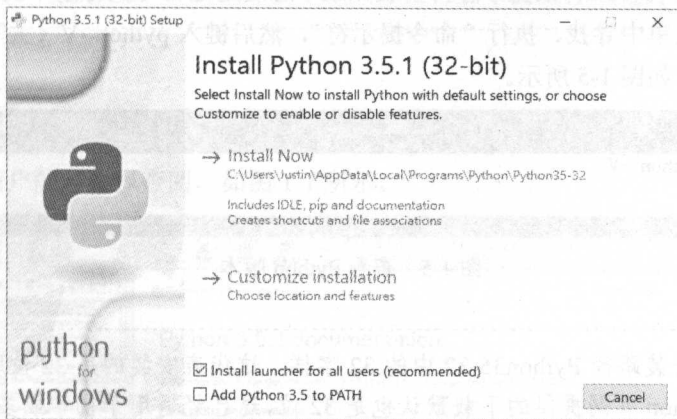 Python 3.5.1 (32-bit) Setup
Install Python 3.5.1 (32-bit)
Select Install Now to install Python with default settings, or choose
Customize to enable or disable features.
→ Install Now
C:\Users\Justin\AppData\Local\Programs\Python\Python35-32
Includes IDLE, pip and documentation
Creates shortcuts and file associations
→ Customize installation
Choose location and features
python
for
windows
Install launcher for all users (recommended)
Add Python 3.5 to PATH
Cancel